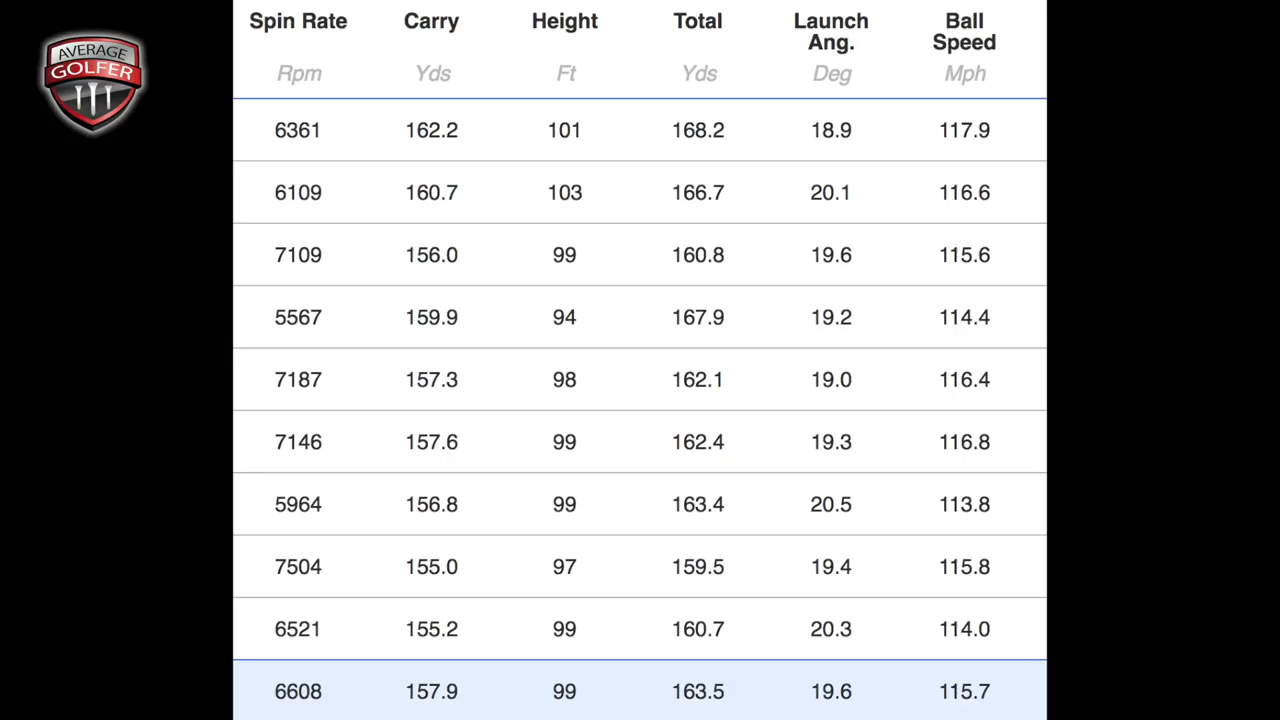 AVERAGE
GOLFER
Spin Rate Carry Height Total Launch Ang. Ball Speed
Rpm Yds Ft Yds Deg Mph
6361 162.2 101 168.2 18.9 117.9
6109 160.7 103 166.7 20.1 116.6
7109 156.0 99 160.8 19.6 115.6
5567 159.9 94 167.9 19.2 114.4
7187 157.3 98 162.1 19.0 116.4
7146 157.6 99 162.4 19.3 116.8
5964 156.8 99 163.4 20.5 113.8
7504 155.0 97 159.5 19.4 115.8
6521 155.2 99 160.7 20.3 114.0
6608 157.9 99 163.5 19.6 115.7